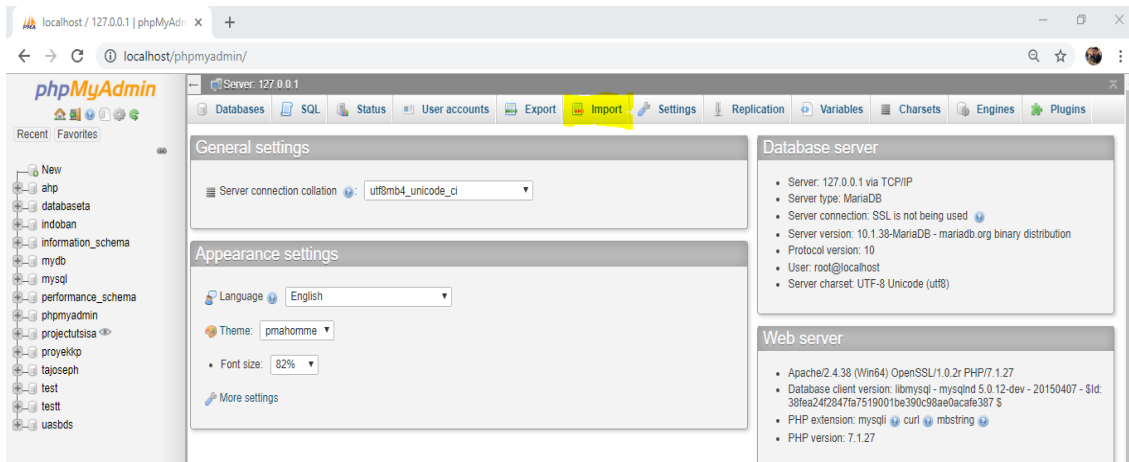 localhost / 127.0.0.1 | phpMyAdm
localhost/phpmyadmin/
phpMyAdmin
Recent Favorites
New
ahp
databaseta
indoban
information_schema
mydb
mysql
performance_schema
phpmyadmin
projectutsisa
proyekkp
tajoseph
test
testt
uasbds
Server: 127.0.0.1
Databases SQL Status User accounts Export Import Settings Replication Variables Charsets Engines Plugins
General settings
Server connection collation : utf8mb4_unicode_ci
Appearance settings
Language English
Theme: pmahomme
• Font size: 82%
More settings
Database server
• Server: 127.0.0.1 via TCP/IP
• Server type: MariaDB
• Server connection: SSL is not being used
• Server version: 10.1.38-MariaDB - mariadb.org binary distribution
• Protocol version: 10
• User: root@localhost
• Server charset: UTF-8 Unicode (utf8)
Web server
• Apache/2.4.38 (Win64) OpenSSL/1.0.2r PHP/7.1.27
• Database client version: libmysql - mysqlnd 5.0.12-dev - 20150407 - $Id:
38fea24f2847fa7519001be390c98ae0acafe387 $
• PHP extension: mysqli curl mbstring
• PHP version: 7.1.27